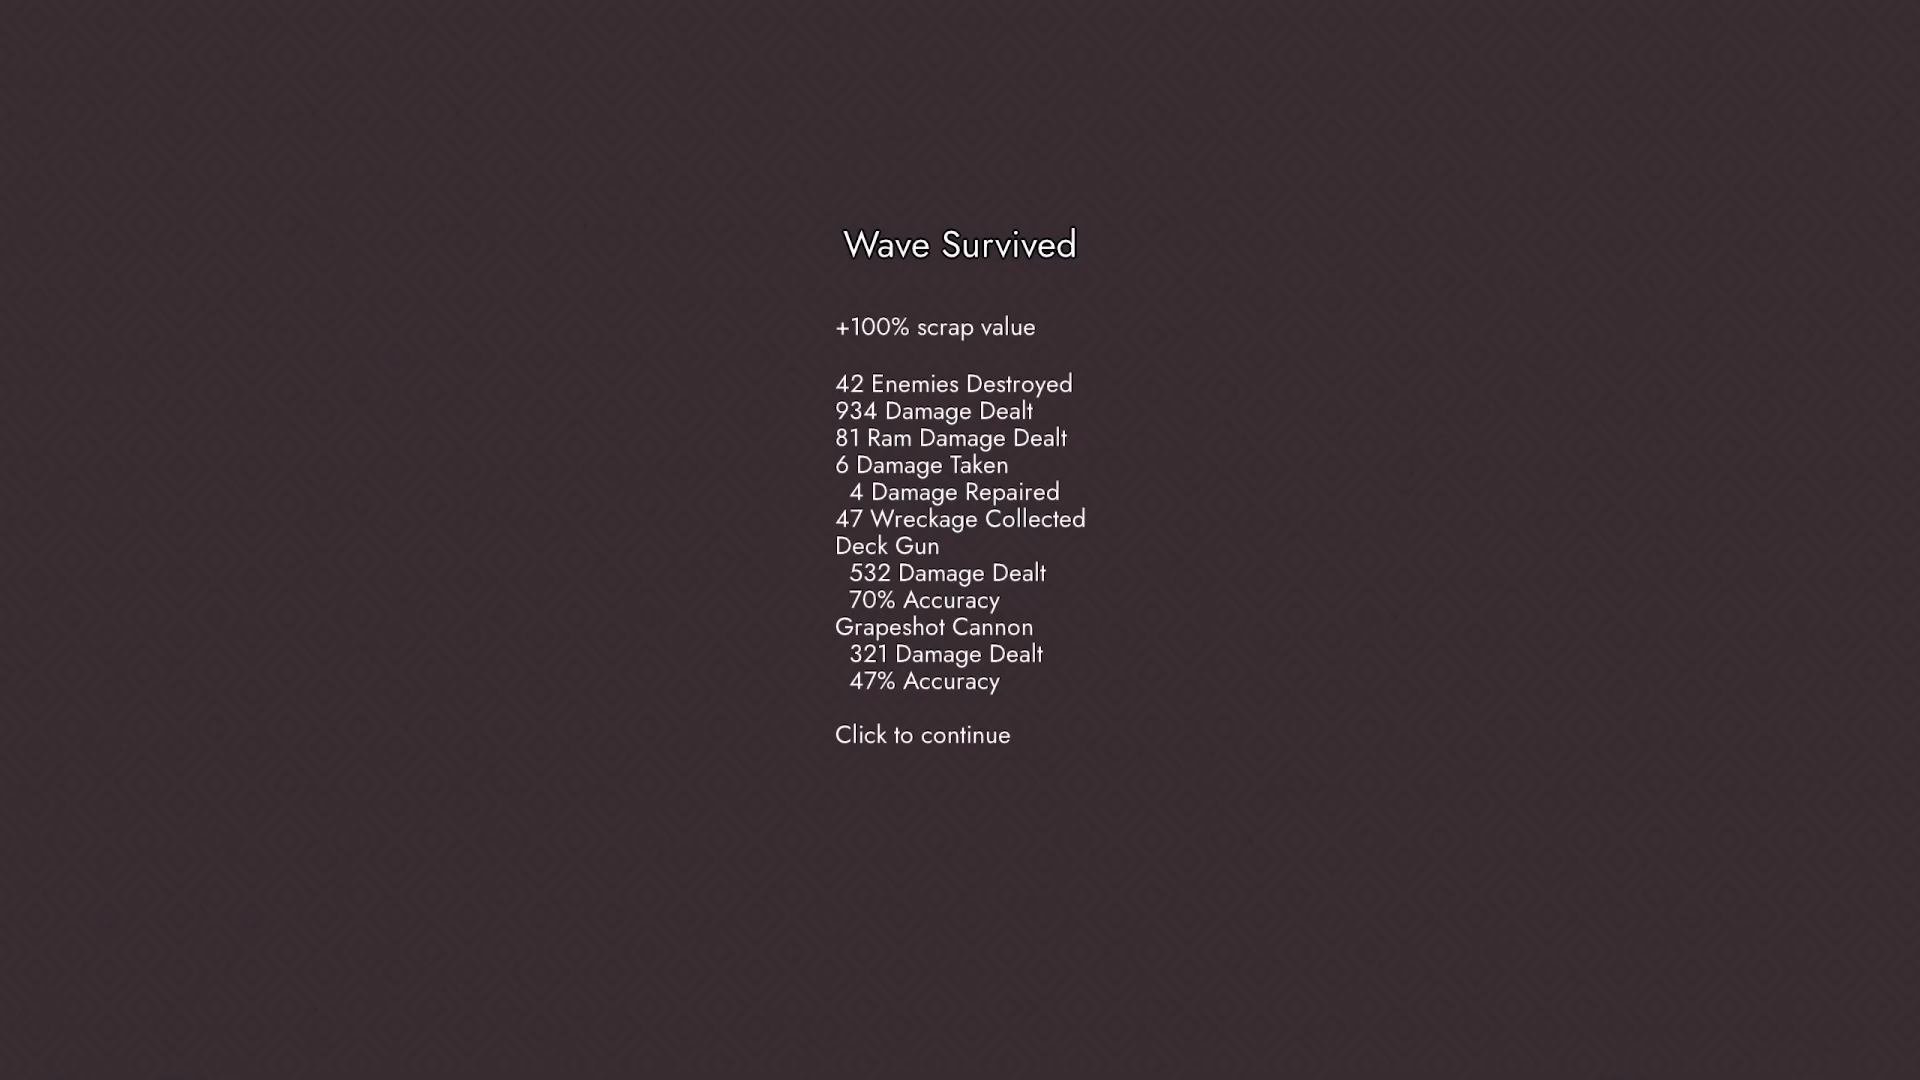 Wave Survived
+100% scrap value
42 Enemies Destroyed
934 Damage Dealt
81 Ram Damage Dealt
6 Damage Taken
4 Damage Repaired
47 Wreckage Collected
Deck Gun
532 Damage Dealt
70% Accuracy
Grapeshot Cannon
321 Damage Dealt
47% Accuracy
Click to continue